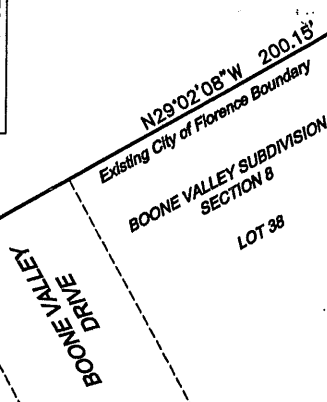 N29°02'08"W 200.15'
Existing City of Florence Boundary
BOONE VALLEY SUBDIVISION
SECTION 8
LOT 38
BOONE VALLEY
DRIVE